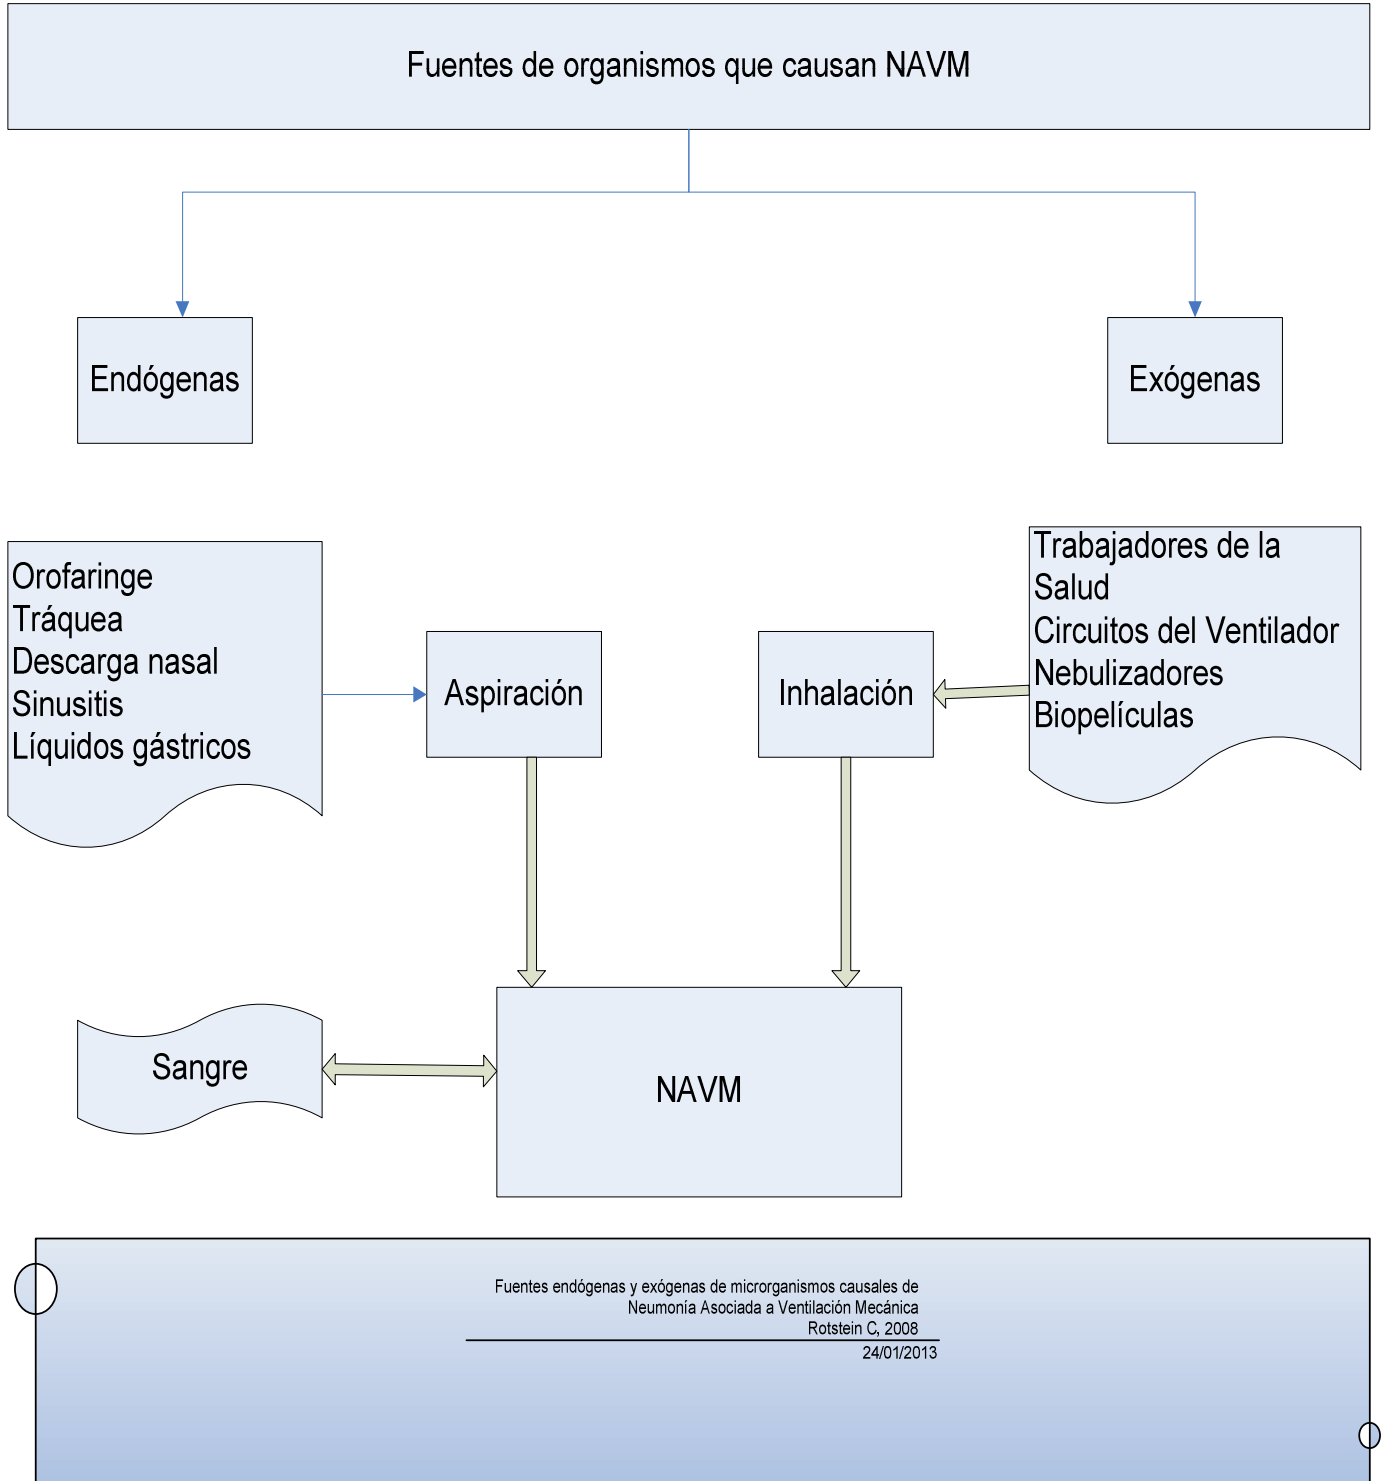 Fuentes de organismos que causan NAVM
Endógenas
Exógenas
Orofaringe
Tráquea
Descarga nasal
Sinusitis
Líquidos gástricos
Aspiración
Inhalación
Trabajadores de la
Salud
Circuitos del Ventilador
Nebulizadores
Biopelículas
Sangre
NAVM
Fuentes endógenas y exógenas de microrganismos causales de
Neumonía Asociada a Ventilación Mecánica
Rotstein C, 2008
24/01/2013